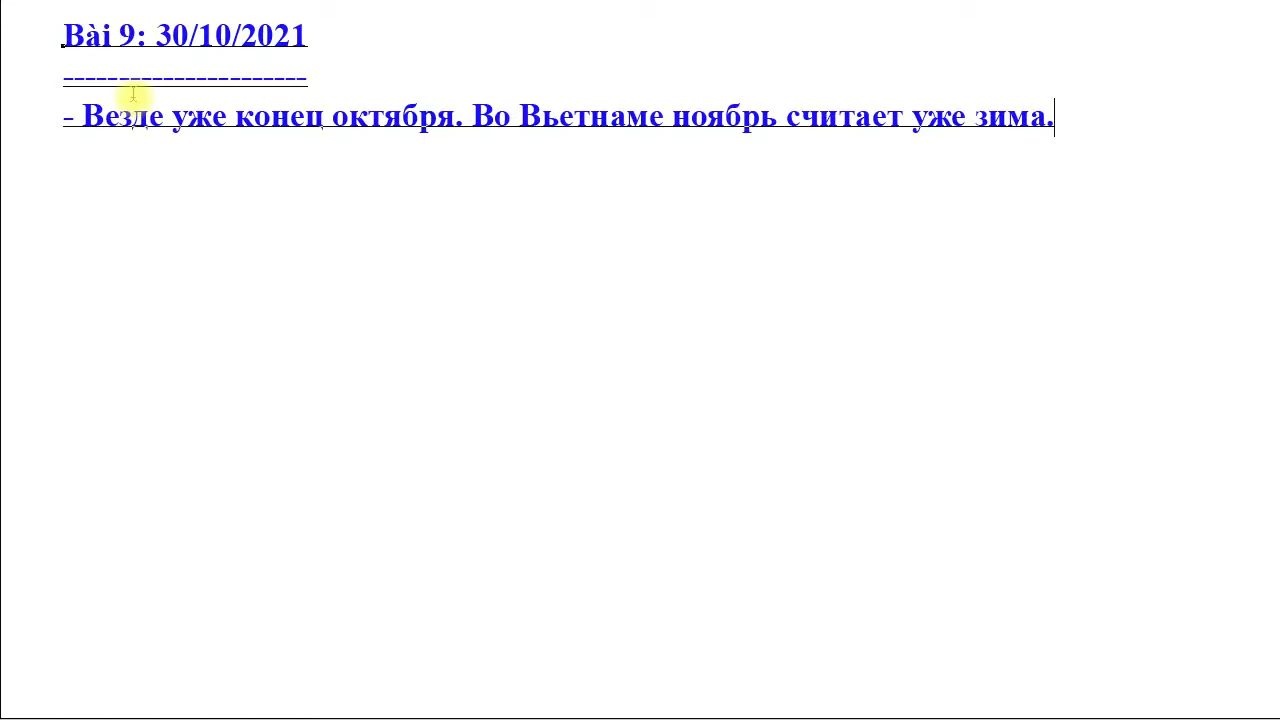 Bài 9: 30/10/2021
----------------------
- Везде уже конец октября. Во Вьетнаме ноябрь считает уже зима.